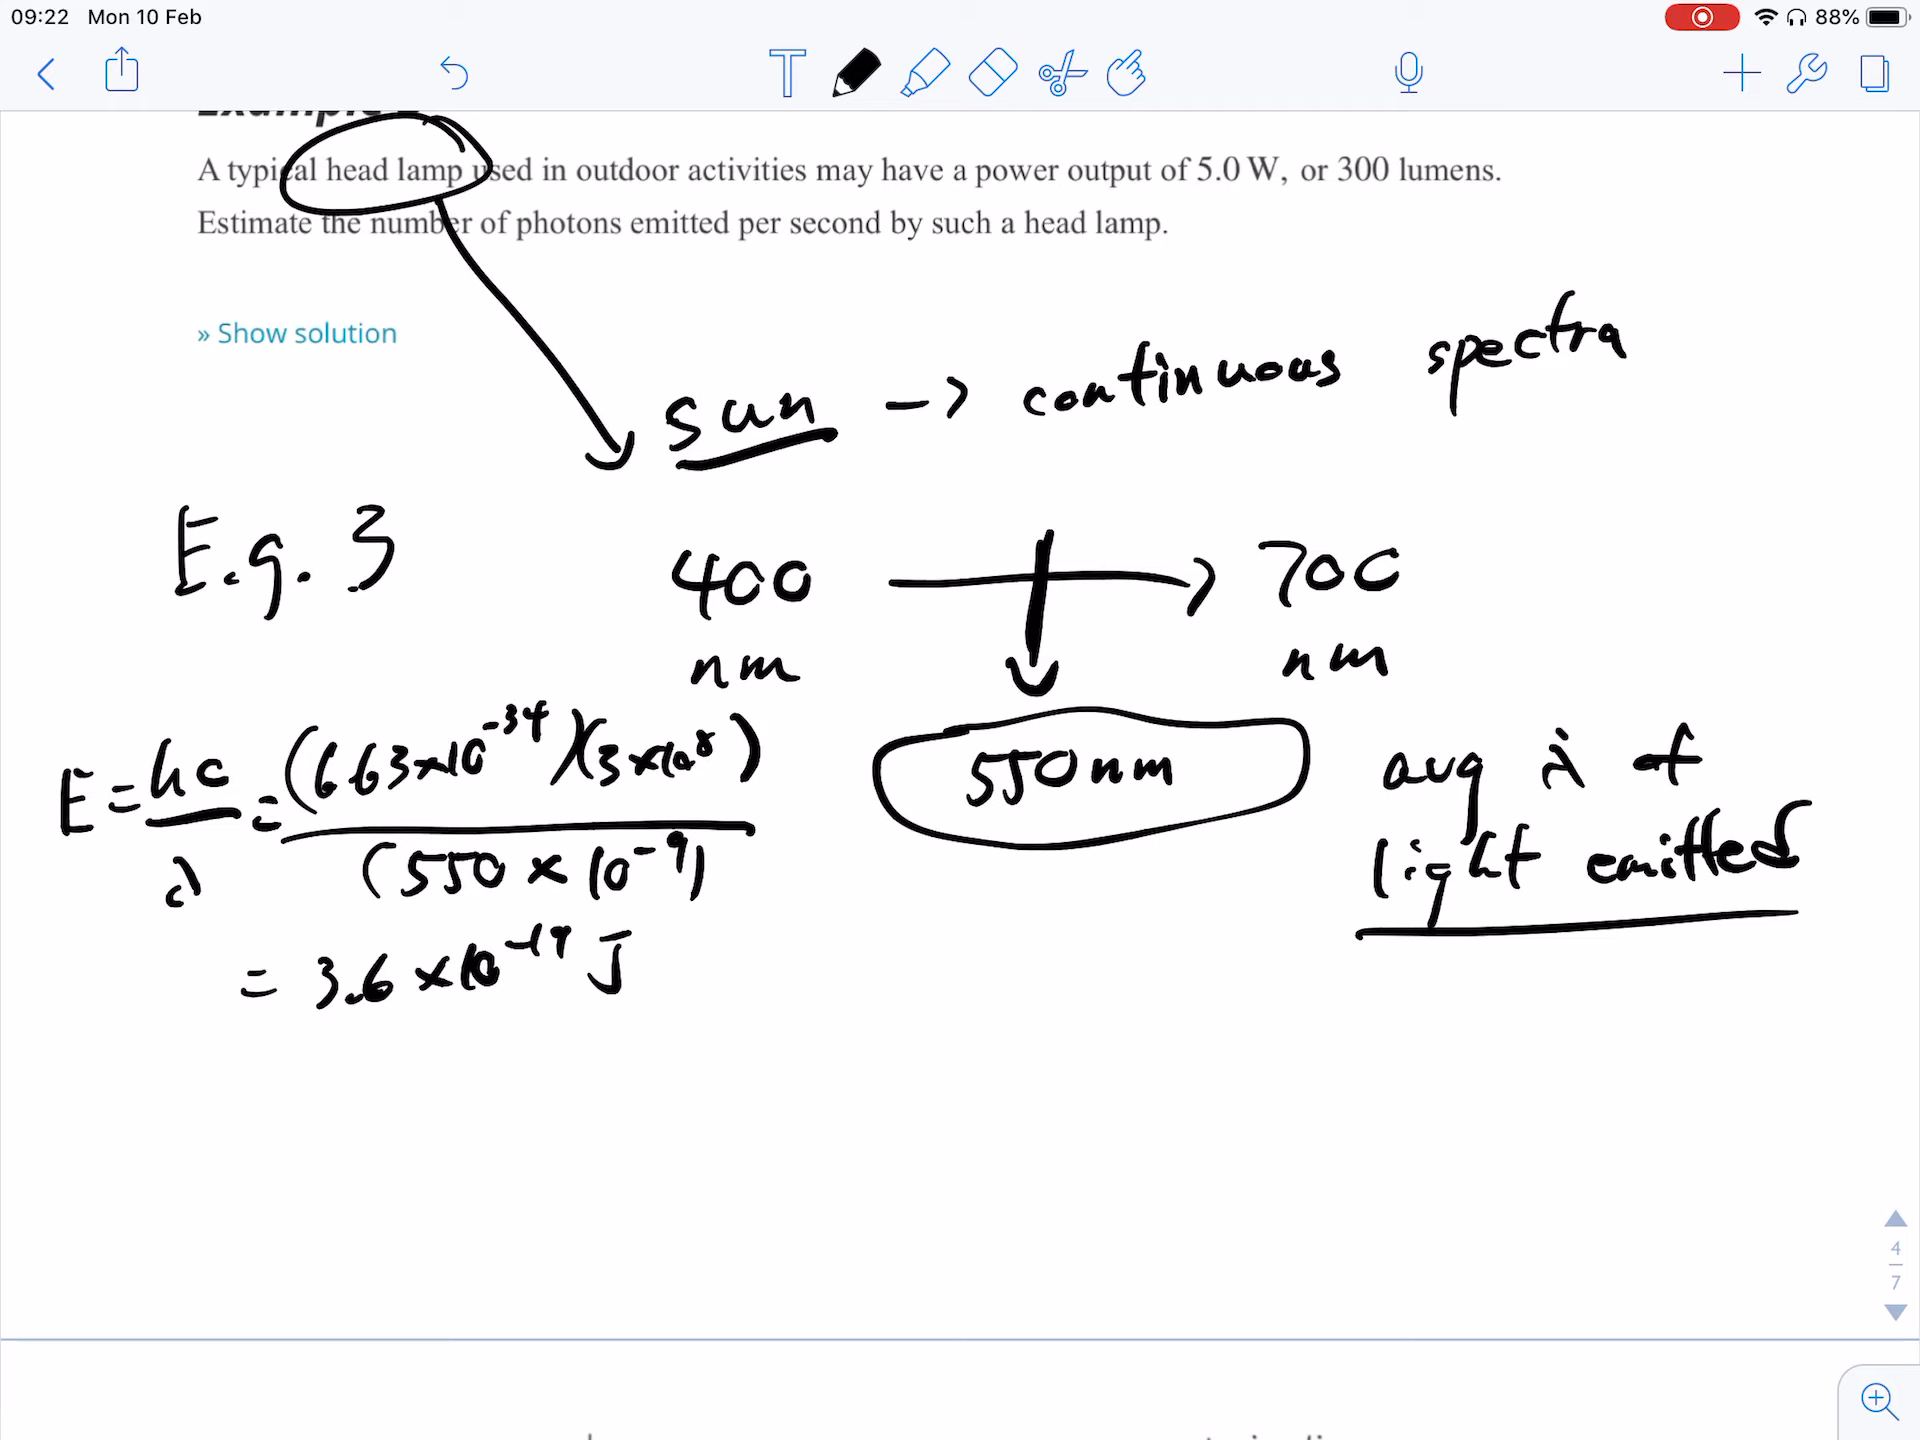 09:22 Mon 10 Feb
88%
T
A typical head lamp used in outdoor activities may have a power output of 5.0 W, or 300 lumens.
Estimate the number of photons emitted per second by such a head lamp.
» Show solution
sun -> continuous spectra
E.g. 3
400 nm
700 nm
550nm
avg λ of
light emitted
E = hc/λ = (663×10^-34)(3×10^8)/(550 × 10^-9)
= 3.6 ×10^-19 J
4
7